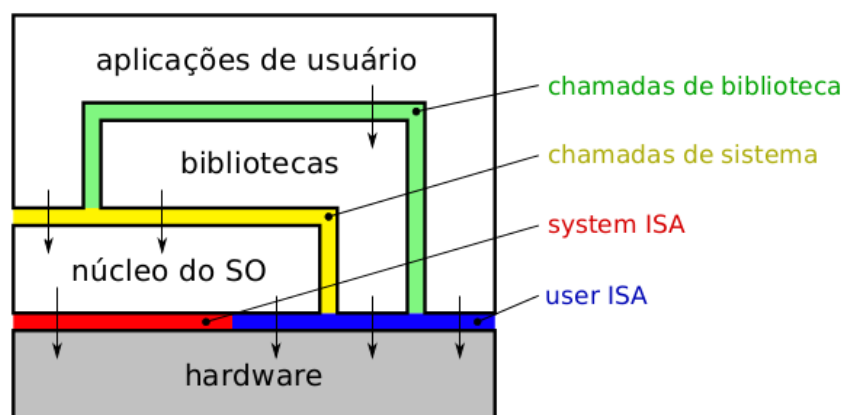 aplicações de usuário
chamadas de biblioteca
chamadas de sistema
bibliotecas
system ISA
núcleo do SO
user ISA
hardware